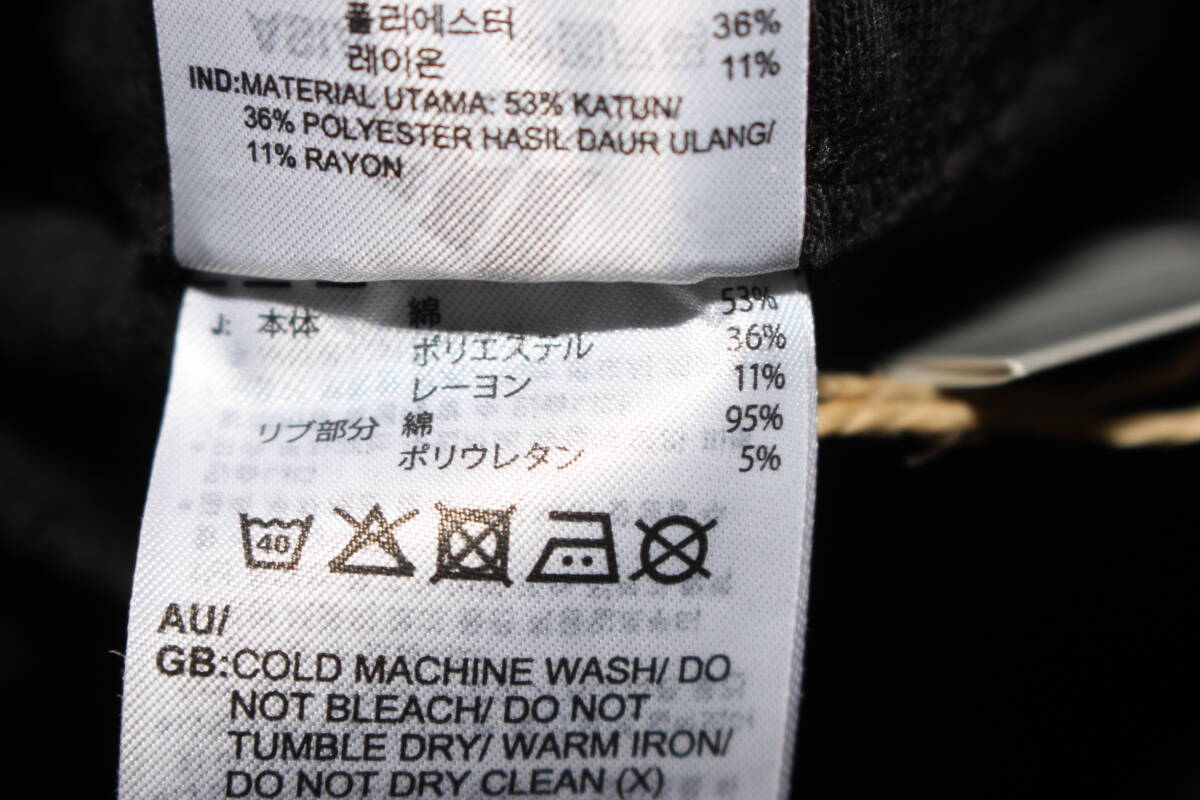 폴리에스터 36%
레이온 11%
IND:MATERIAL UTAMA: 53% KATUN/
36% POLYESTER HASIL DAUR ULANG/
11% RAYON
J: 本体 綿 53%
ポリエステル 36%
レーヨン 11%
リブ部分 綿 95%
ポリウレタン 5%
40
AU/
GB:COLD MACHINE WASH/ DO
NOT BLEACH/ DO NOT
TUMBLE DRY/ WARM IRON/
DO NOT DRY CLEAN (X)